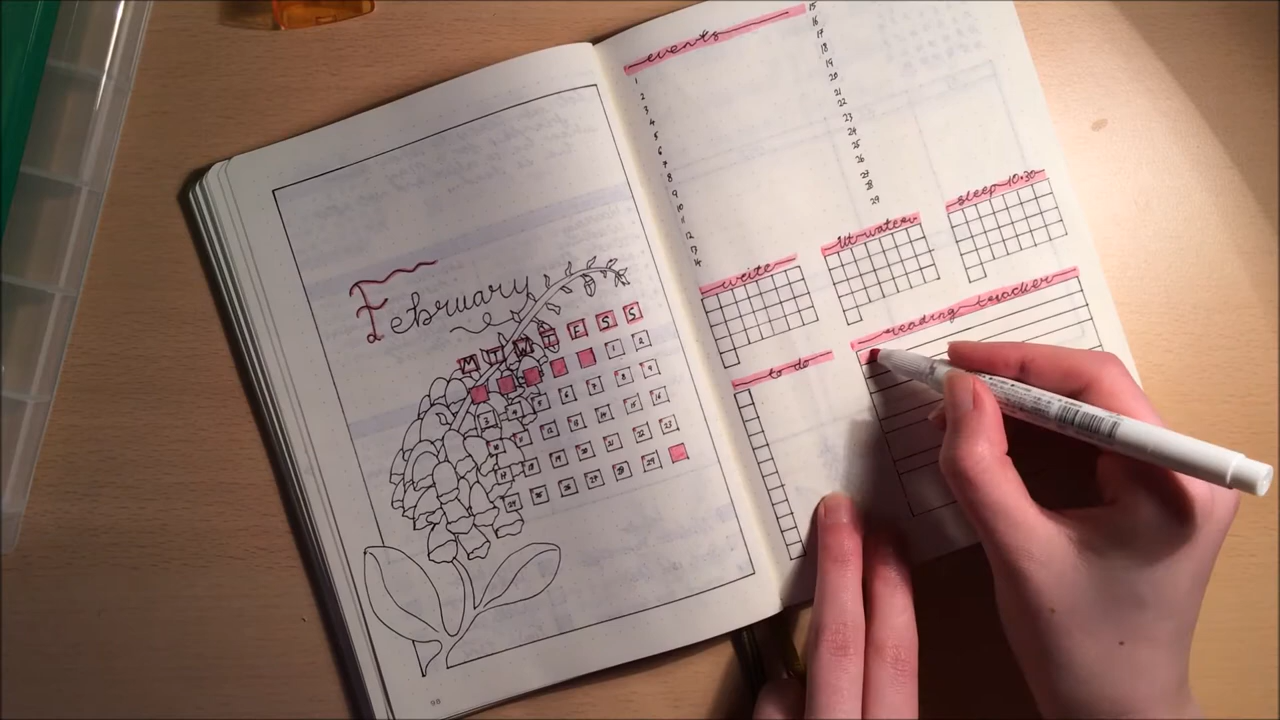 February
M T W T F S S
1 2
3 4 5 6 7 8 9
10 11 12 13 14 15 16
17 18 19 20 21 22 23
24 25 26 27 28 29
98
events
1
2
3
4
5
6
7
8
9
10
11
12
13
14
15
16
17
18
19
20
21
22
23
24
25
26
27
28
29
write
1lt water
sleep 10.30
to do
reading tracker